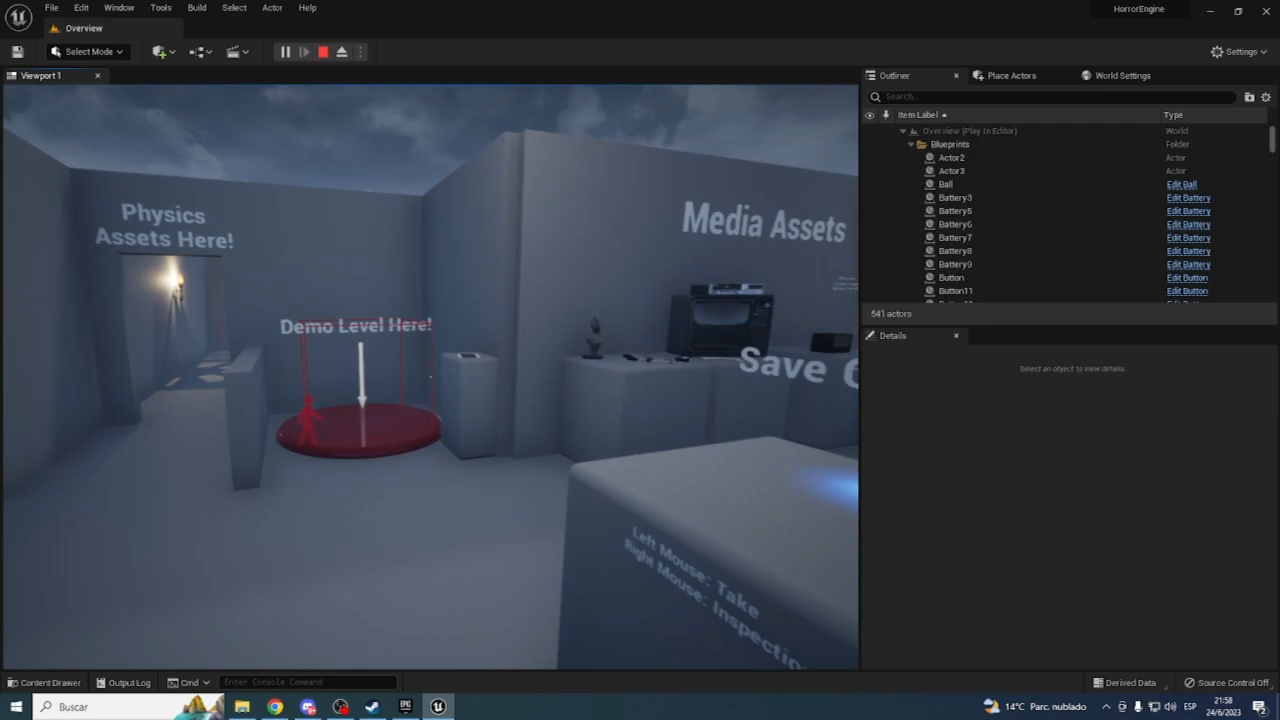 File Edit Window Tools Build Select Actor Help
HorrorEngine
Overview
Select Mode
Settings
Viewport 1
Physics
Assets Here!
Demo Level Here!
Media Assets
Save
Left Mouse: Take
Right Mouse: Inspection
Outliner
Place Actors
World Settings
Search...
Item Label
Type
Overview (Play In Editor) World
Blueprints Folder
Actor2 Actor
Actor3 Actor
Ball Edit Ball
Battery3 Edit Battery
Battery5 Edit Battery
Battery6 Edit Battery
Battery7 Edit Battery
Battery8 Edit Battery
Battery9 Edit Battery
Button Edit Button
Button11 Edit Button
541 actors
Details
Select an object to view details.
Content Drawer
Output Log
Cmd
Enter Console Command
Derived Data
Source Control Off
Buscar
EPIC
14°C Parc. nublado
ESP
21:58
24/6/2023
2